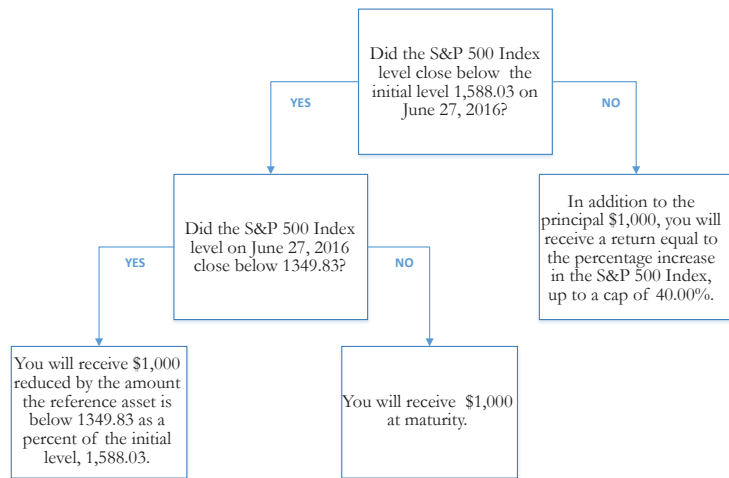 Did the S&P 500 Index
level close below the
initial level 1,588.03 on
June 27, 2016?
YES
NO
Did the S&P 500 Index
level on June 27, 2016
close below 1349.83?
In addition to the
principal $1,000, you will
receive a return equal to
the percentage increase
in the S&P 500 Index,
up to a cap of 40.00%.
YES
NO
You will receive $1,000
reduced by the amount
the reference asset is
below 1349.83 as a
percent of the initial
level, 1,588.03.
You will receive $1,000
at maturity.